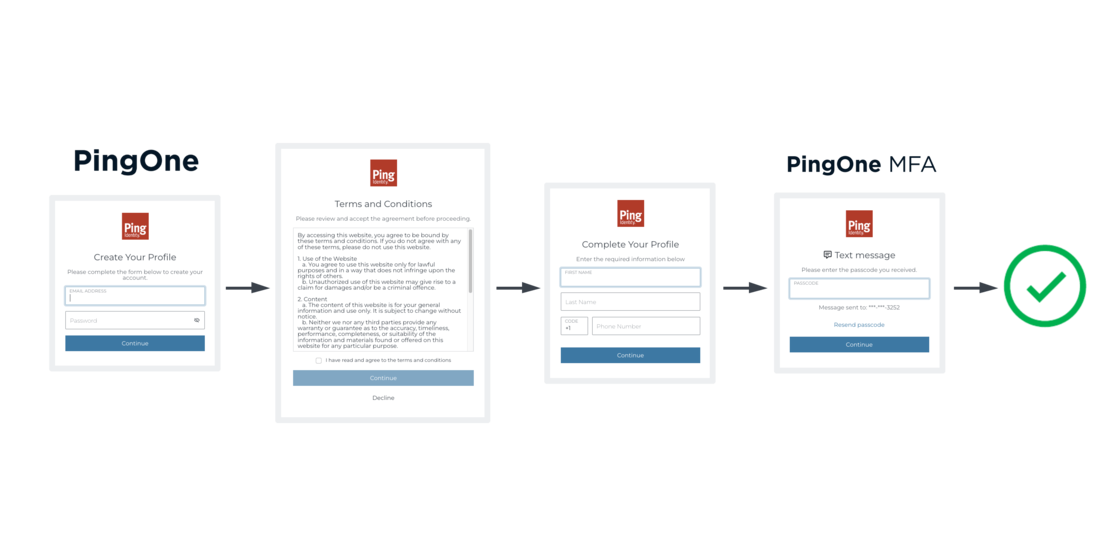 PingOne
Ping
Identity
Create Your Profile
Please complete the form below to create your
account.
EMAIL ADDRESS
Password
Continue
Ping
Identity
Terms and Conditions
Please review and accept the agreement before proceeding.
By accessing this website, you agree to be bound by
these terms and conditions. If you do not agree with any
of these terms, please do not use this website.
1. Use of the Website
a. You agree to use this website only for lawful
purposes and in a way that does not infringe upon the
rights of others.
b. Unauthorized use of this website may give rise to a
claim for damages and/or be a criminal offence.
2. Content
a. The content of this website is for your general
information and use only. It is subject to change without
notice.
b. Neither we nor any third parties provide any
warranty or guarantee as to the accuracy, timeliness,
performance, completeness, or suitability of the
information and materials found or offered on this
website for any particular purpose.
I have read and agree to the terms and conditions
Continue
Decline
Ping
Identity
Complete Your Profile
Enter the required information below
FIRST NAME
Last Name
CODE
+1
Phone Number
Continue
PingOne MFA
Ping
Identity
Text message
Please enter the passcode you received.
PASSCODE
Message sent to: ***-***-3252
Resend passcode
Continue